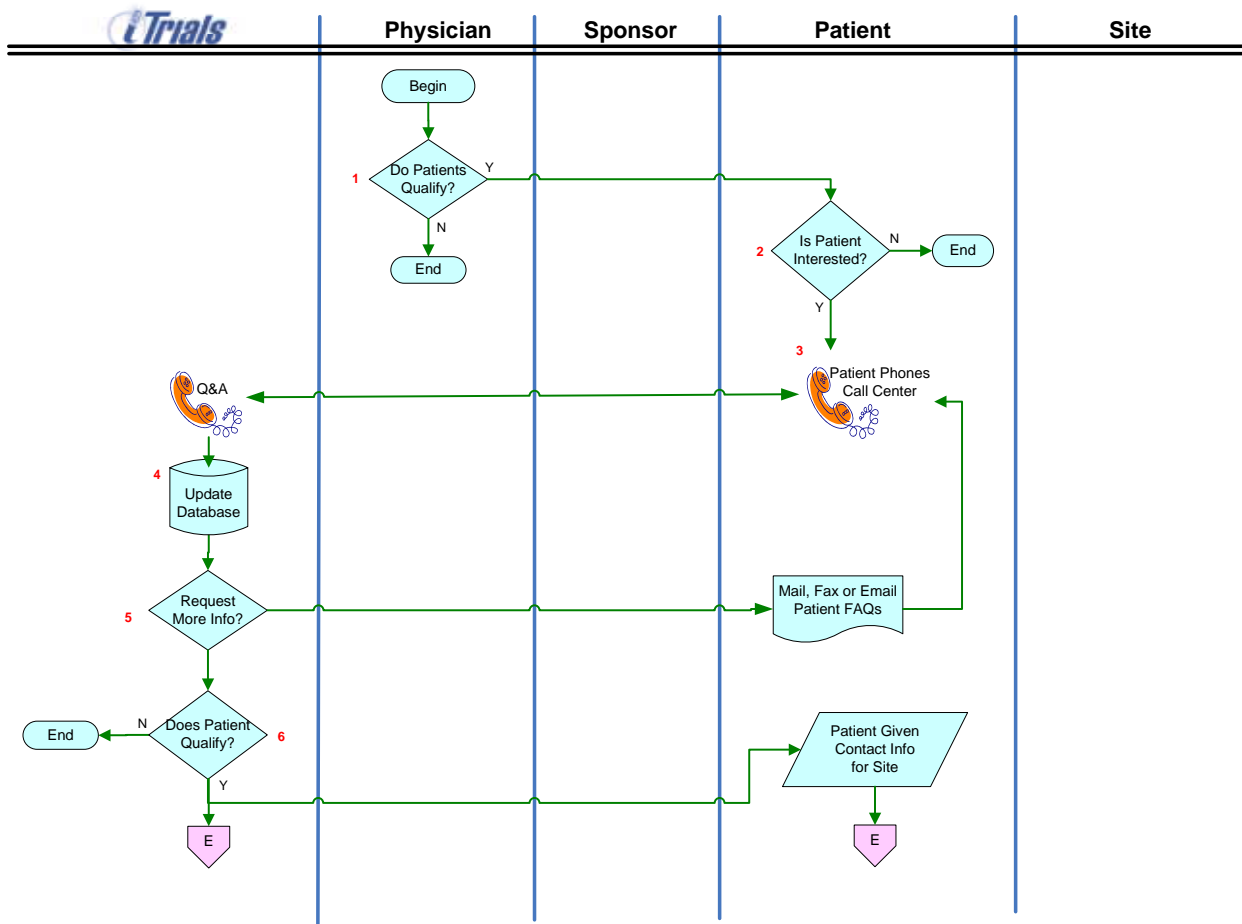 iTrials
Physician
Sponsor
Patient
Site
Begin
1
Do Patients
Qualify?
Y
N
End
2
Is Patient
Interested?
N
End
Y
3
Patient Phones
Call Center
Q&A
4
Update
Database
5
Request
More Info?
Mail, Fax or Email
Patient FAQs
End
N
Does Patient
Qualify?
6
Y
Patient Given
Contact Info
for Site
E
E